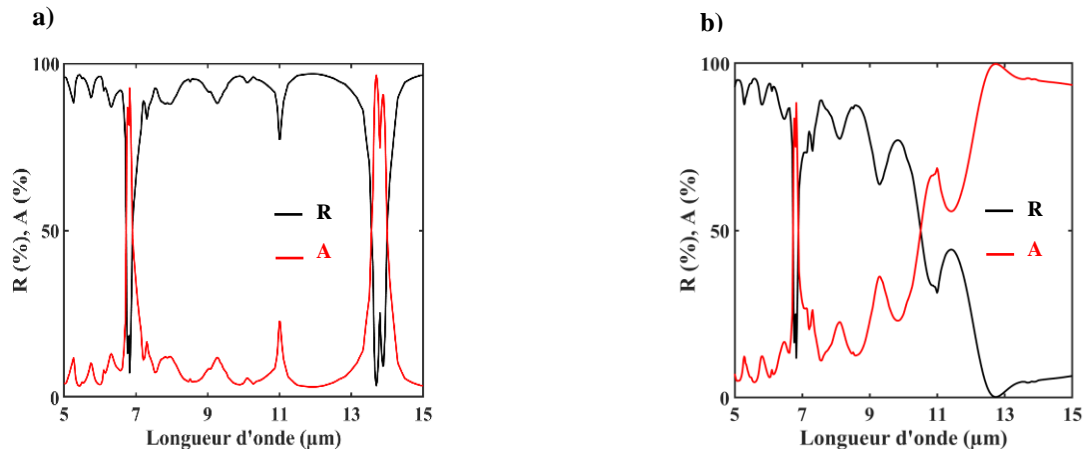 a)
R (%), A (%)
100
50
0
R
A
5 7 9 11 13 15
Longueur d'onde (µm)
b)
R (%), A (%)
100
50
0
R
A
5 7 9 11 13 15
Longueur d'onde (µm)